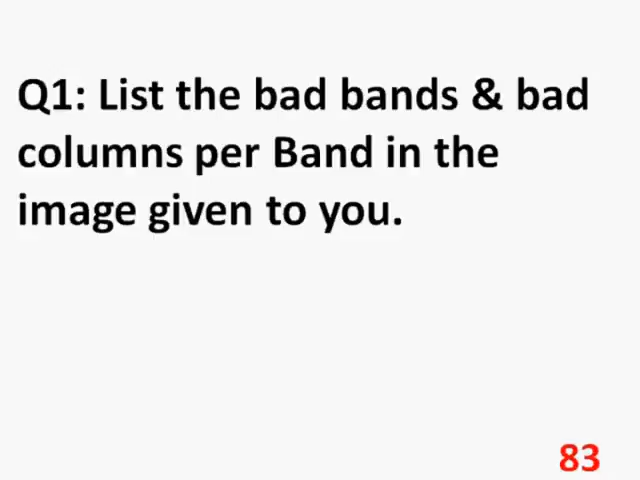 Q1: List the bad bands & bad
columns per Band in the
image given to you.
83